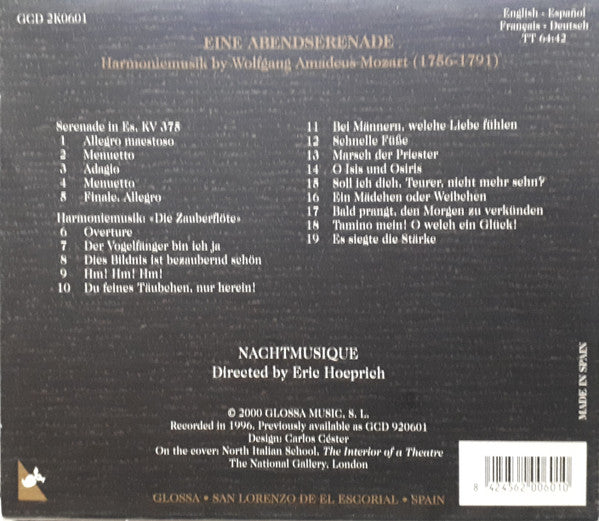 GCD 2K0601
English - Español
Français - Deutsch
TT 64:42
EINE ABENDSERENADE
Harmoniemusik by Wolfgang Amadeus Mozart (1756-1791)
Serenade in Es, KV 375
1 Allegro maestoso
2 Menuetto
3 Adagio
4 Menuetto
5 Finale. Allegro
Harmoniemusik «Die Zauberflöte»
6 Overture
7 Der Vogelfänger bin ich ja
8 Dies Bildnis ist bezaubernd schön
9 Hm! Hm! Hm!
10 Du feines Täubchen, nur herein!
11 Bei Männern, welche Liebe fühlen
12 Schnelle Füße
13 Marsch der Priester
14 O Isis und Osiris
15 Soll ich dich, Teurer, nicht mehr sehn?
16 Ein Mädchen oder Weibchen
17 Bald prangt, den Morgen zu verkünden
18 Tamino mein! O welch ein Glück!
19 Es siegte die Stärke
NACHTMUSIQUE
Directed by Eric Hoeprich
© 2000 GLOSSA MUSIC, S. L.
Recorded in 1996. Previously available as GCD 920601
Design: Carlos Céster
On the cover: North Italian School, The Interior of a Theatre
The National Gallery, London
GLOSSA • SAN LORENZO DE EL ESCORIAL • SPAIN
MADE IN SPAIN
8 424562 006010